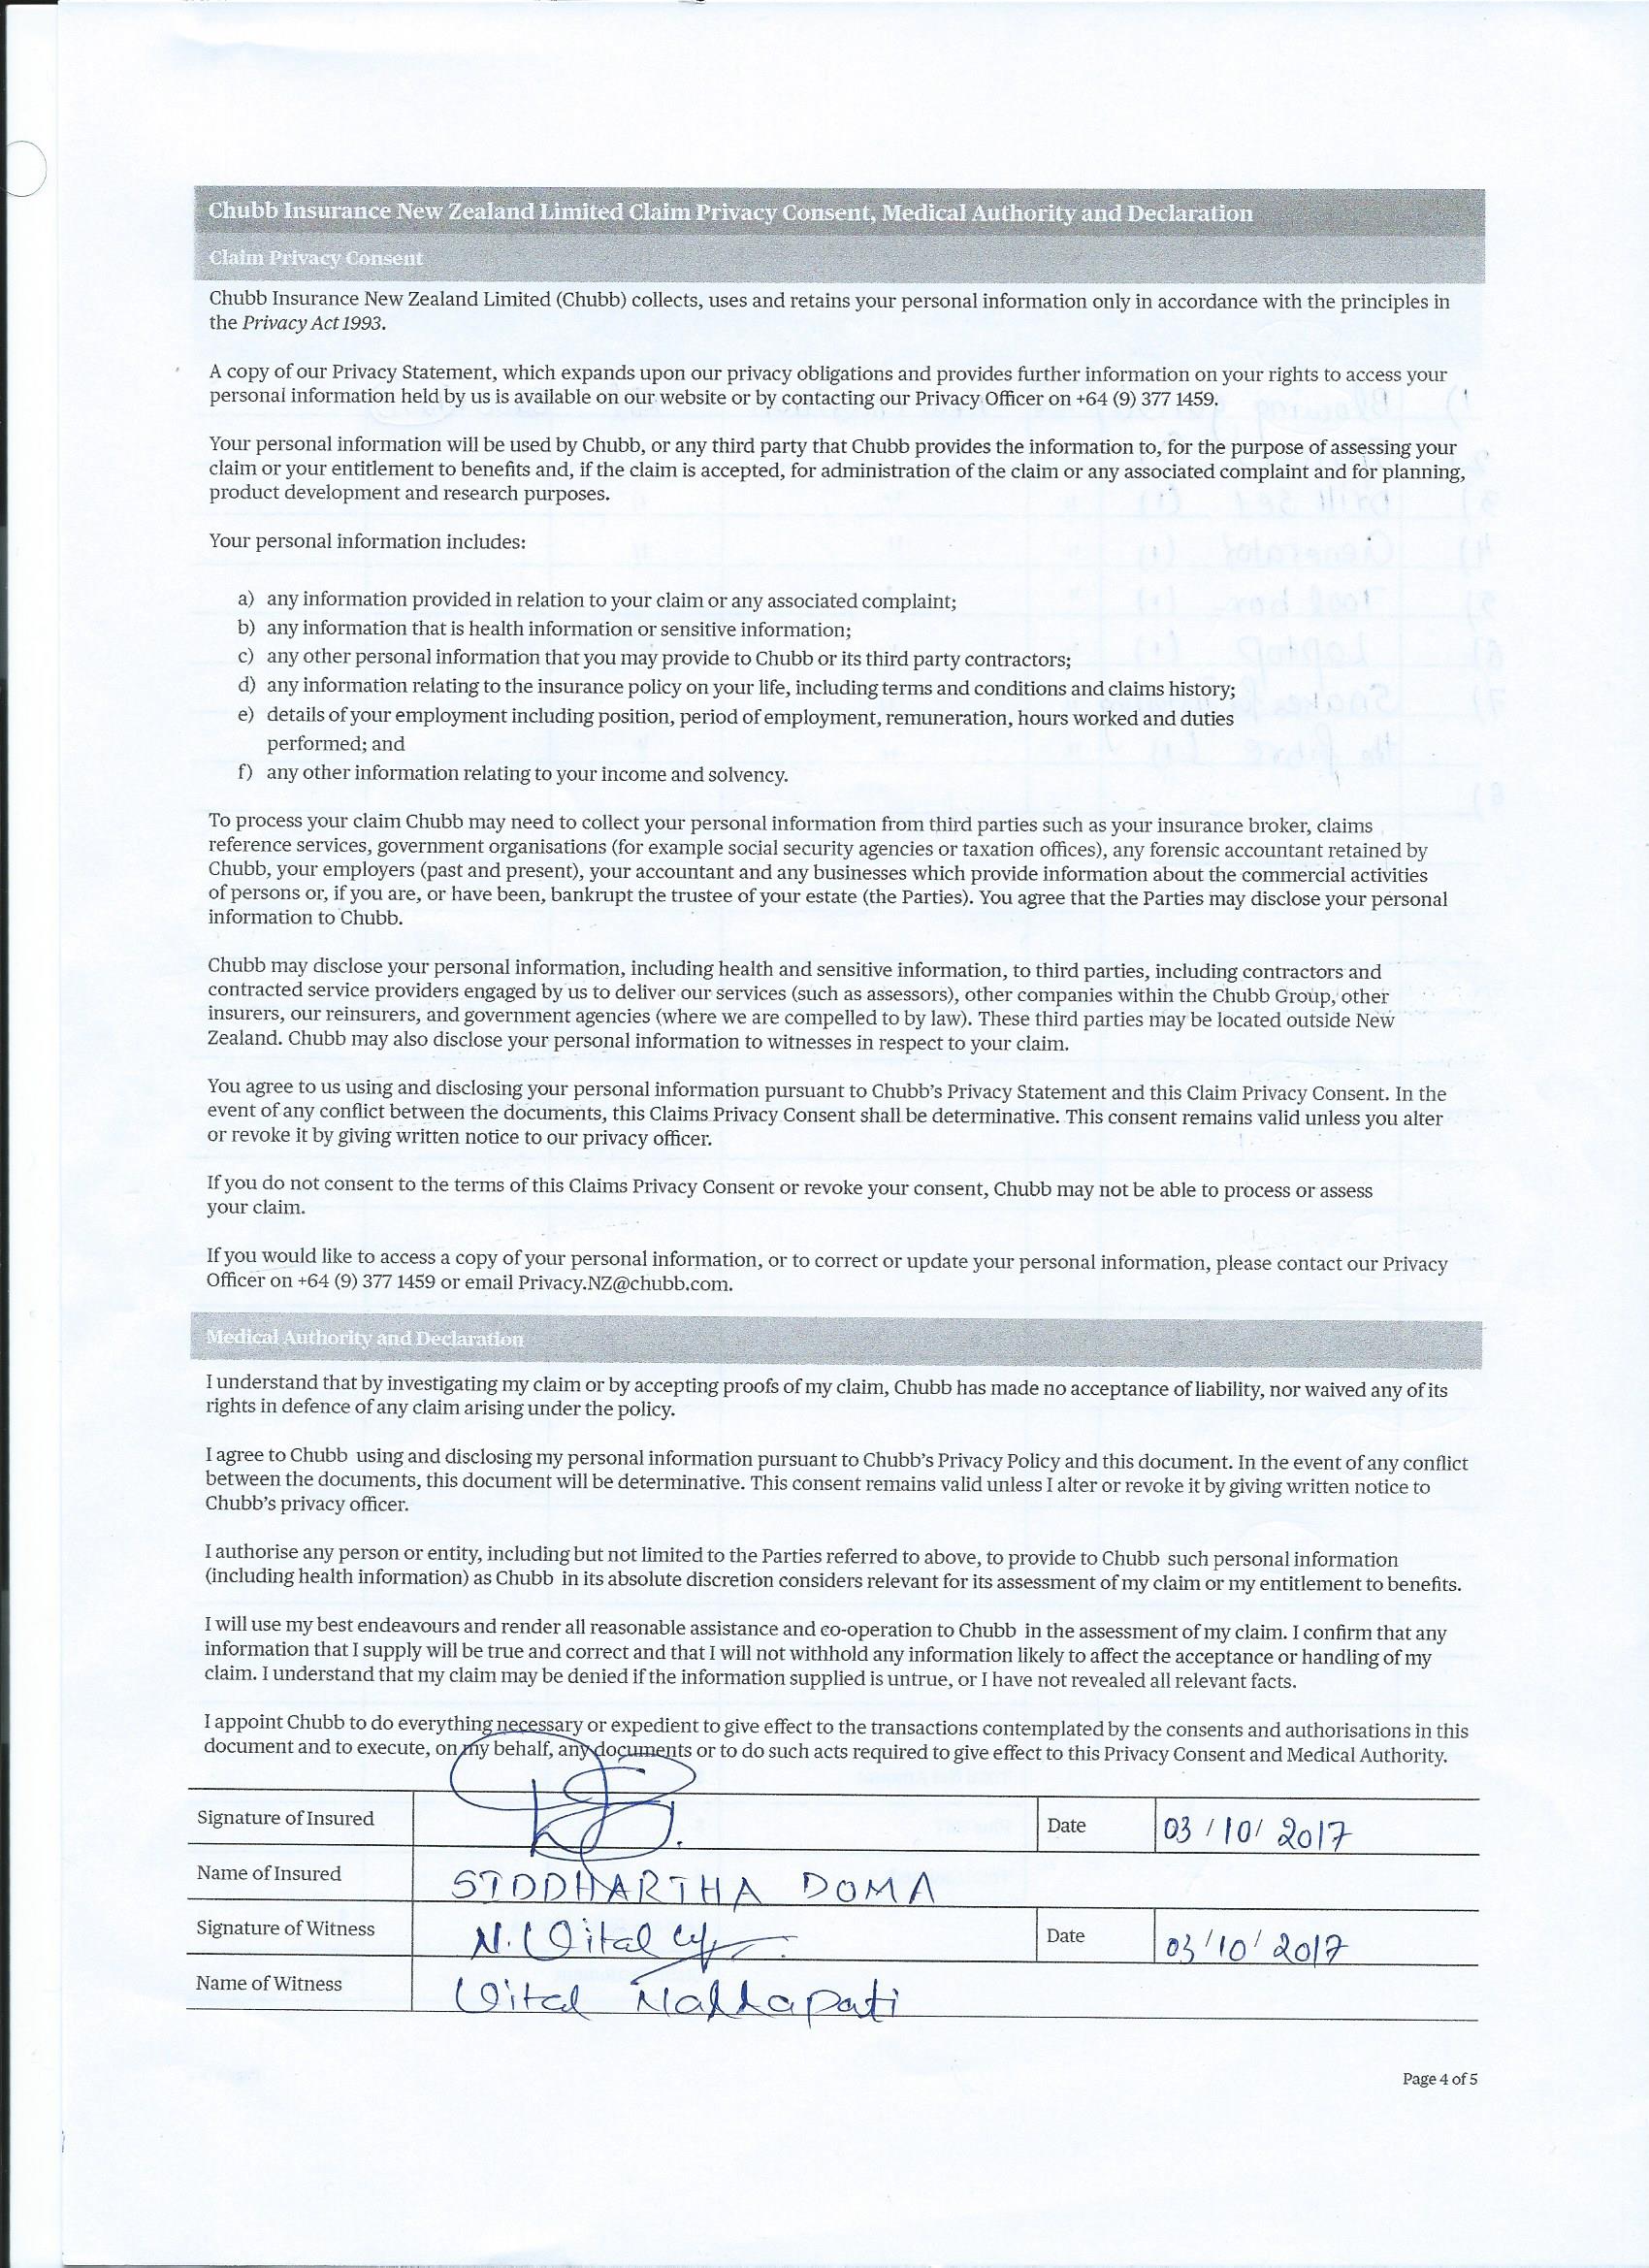 Chubb Insurance New Zealand Limited Claim Privacy Consent, Medical Authority and Declaration
Claim Privacy Consent
Chubb Insurance New Zealand Limited (Chubb) collects, uses and retains your personal information only in accordance with the principles in
the Privacy Act 1993.
A copy of our Privacy Statement, which expands upon our privacy obligations and provides further information on your rights to access your
personal information held by us is available on our website or by contacting our Privacy Officer on +64 (9) 377 1459.
Your personal information will be used by Chubb, or any third party that Chubb provides the information to, for the purpose of assessing your
claim or your entitlement to benefits and, if the claim is accepted, for administration of the claim or any associated complaint and for planning,
product development and research purposes.
Your personal information includes:
a) any information provided in relation to your claim or any associated complaint;
b) any information that is health information or sensitive information;
c) any other personal information that you may provide to Chubb or its third party contractors;
d) any information relating to the insurance policy on your life, including terms and conditions and claims history;
e) details of your employment including position, period of employment, remuneration, hours worked and duties
performed; and
f) any other information relating to your income and solvency.
To process your claim Chubb may need to collect your personal information from third parties such as your insurance broker, claims
reference services, government organisations (for example social security agencies or taxation offices), any forensic accountant retained by
Chubb, your employers (past and present), your accountant and any businesses which provide information about the commercial activities
of persons or, if you are, or have been, bankrupt the trustee of your estate (the Parties). You agree that the Parties may disclose your personal
information to Chubb.
Chubb may disclose your personal information, including health and sensitive information, to third parties, including contractors and
contracted service providers engaged by us to deliver our services (such as assessors), other companies within the Chubb Group, other
insurers, our reinsurers, and government agencies (where we are compelled to by law). These third parties may be located outside New
Zealand. Chubb may also disclose your personal information to witnesses in respect to your claim.
You agree to us using and disclosing your personal information pursuant to Chubb's Privacy Statement and this Claim Privacy Consent. In the
event of any conflict between the documents, this Claims Privacy Consent shall be determinative. This consent remains valid unless you alter
or revoke it by giving written notice to our privacy officer.
If you do not consent to the terms of this Claims Privacy Consent or revoke your consent, Chubb may not be able to process or assess
your claim.
If you would like to access a copy of your personal information, or to correct or update your personal information, please contact our Privacy
Officer on +64 (9) 377 1459 or email Privacy.NZ@chubb.com.
Medical Authority and Declaration
I understand that by investigating my claim or by accepting proofs of my claim, Chubb has made no acceptance of liability, nor waived any of its
rights in defence of any claim arising under the policy.
I agree to Chubb using and disclosing my personal information pursuant to Chubb's Privacy Policy and this document. In the event of any conflict
between the documents, this document will be determinative. This consent remains valid unless I alter or revoke it by giving written notice to
Chubb's privacy officer.
I authorise any person or entity, including but not limited to the Parties referred to above, to provide to Chubb such personal information
(including health information) as Chubb in its absolute discretion considers relevant for its assessment of my claim or my entitlement to benefits.
I will use my best endeavours and render all reasonable assistance and co-operation to Chubb in the assessment of my claim. I confirm that any
information that I supply will be true and correct and that I will not withhold any information likely to affect the acceptance or handling of my
claim. I understand that my claim may be denied if the information supplied is untrue, or I have not revealed all relevant facts.
I appoint Chubb to do everything necessary or expedient to give effect to the transactions contemplated by the consents and authorisations in this
document and to execute, on my behalf, any documents or to do such acts required to give effect to this Privacy Consent and Medical Authority.
Signature of Insured Date 03/10/2017
Name of Insured SIDDHARTHA DOMA
Signature of Witness N. Vital Date 03/10/2017
Name of Witness Vital Nallapati
Page 4 of 5